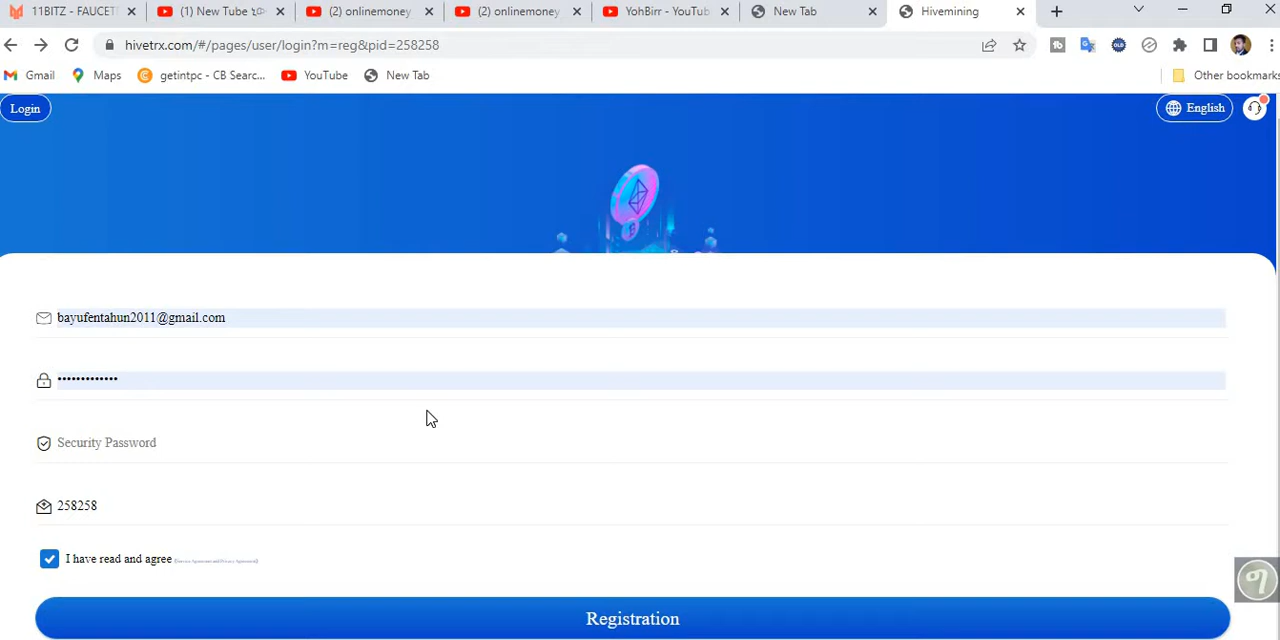 11BITZ - FAUCET
(1) New Tube
(2) onlinemoney
(2) onlinemoney
YohBirr - YouTub
New Tab
Hivemining
hivetrx.com/#/pages/user/login?m=reg&pid=258258
Gmail
Maps
getintpc - CB Searc...
YouTube
New Tab
Other bookmarks
Login
English
bayufentahun2011@gmail.com
•••••••••••••
Security Password
258258
I have read and agree
Registration